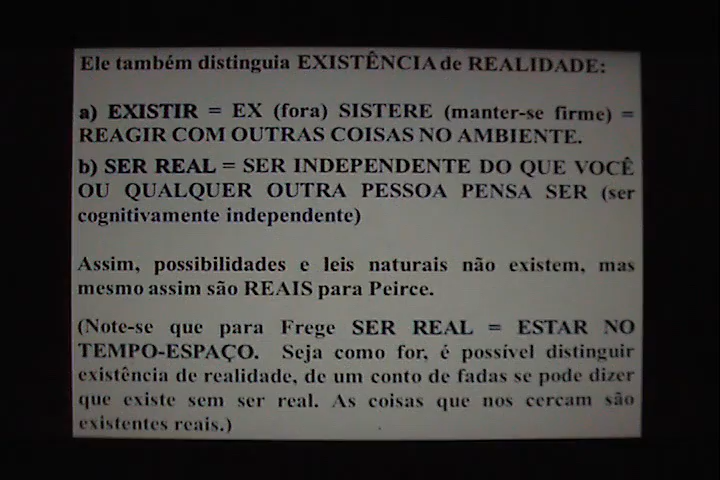 Ele também distinguia EXISTÊNCIA de REALIDADE:
a) EXISTIR = EX (fora) SISTERE (manter-se firme) =
REAGIR COM OUTRAS COISAS NO AMBIENTE.
b) SER REAL = SER INDEPENDENTE DO QUE VOCÊ
OU QUALQUER OUTRA PESSOA PENSA SER (ser
cognitivamente independente)
Assim, possibilidades e leis naturais não existem, mas
mesmo assim são REAIS para Peirce.
(Note-se que para Frege SER REAL = ESTAR NO
TEMPO-ESPAÇO. Seja como for, é possível distinguir
existência de realidade, de um conto de fadas se pode dizer
que existe sem ser real. As coisas que nos cercam são
existentes reais.)